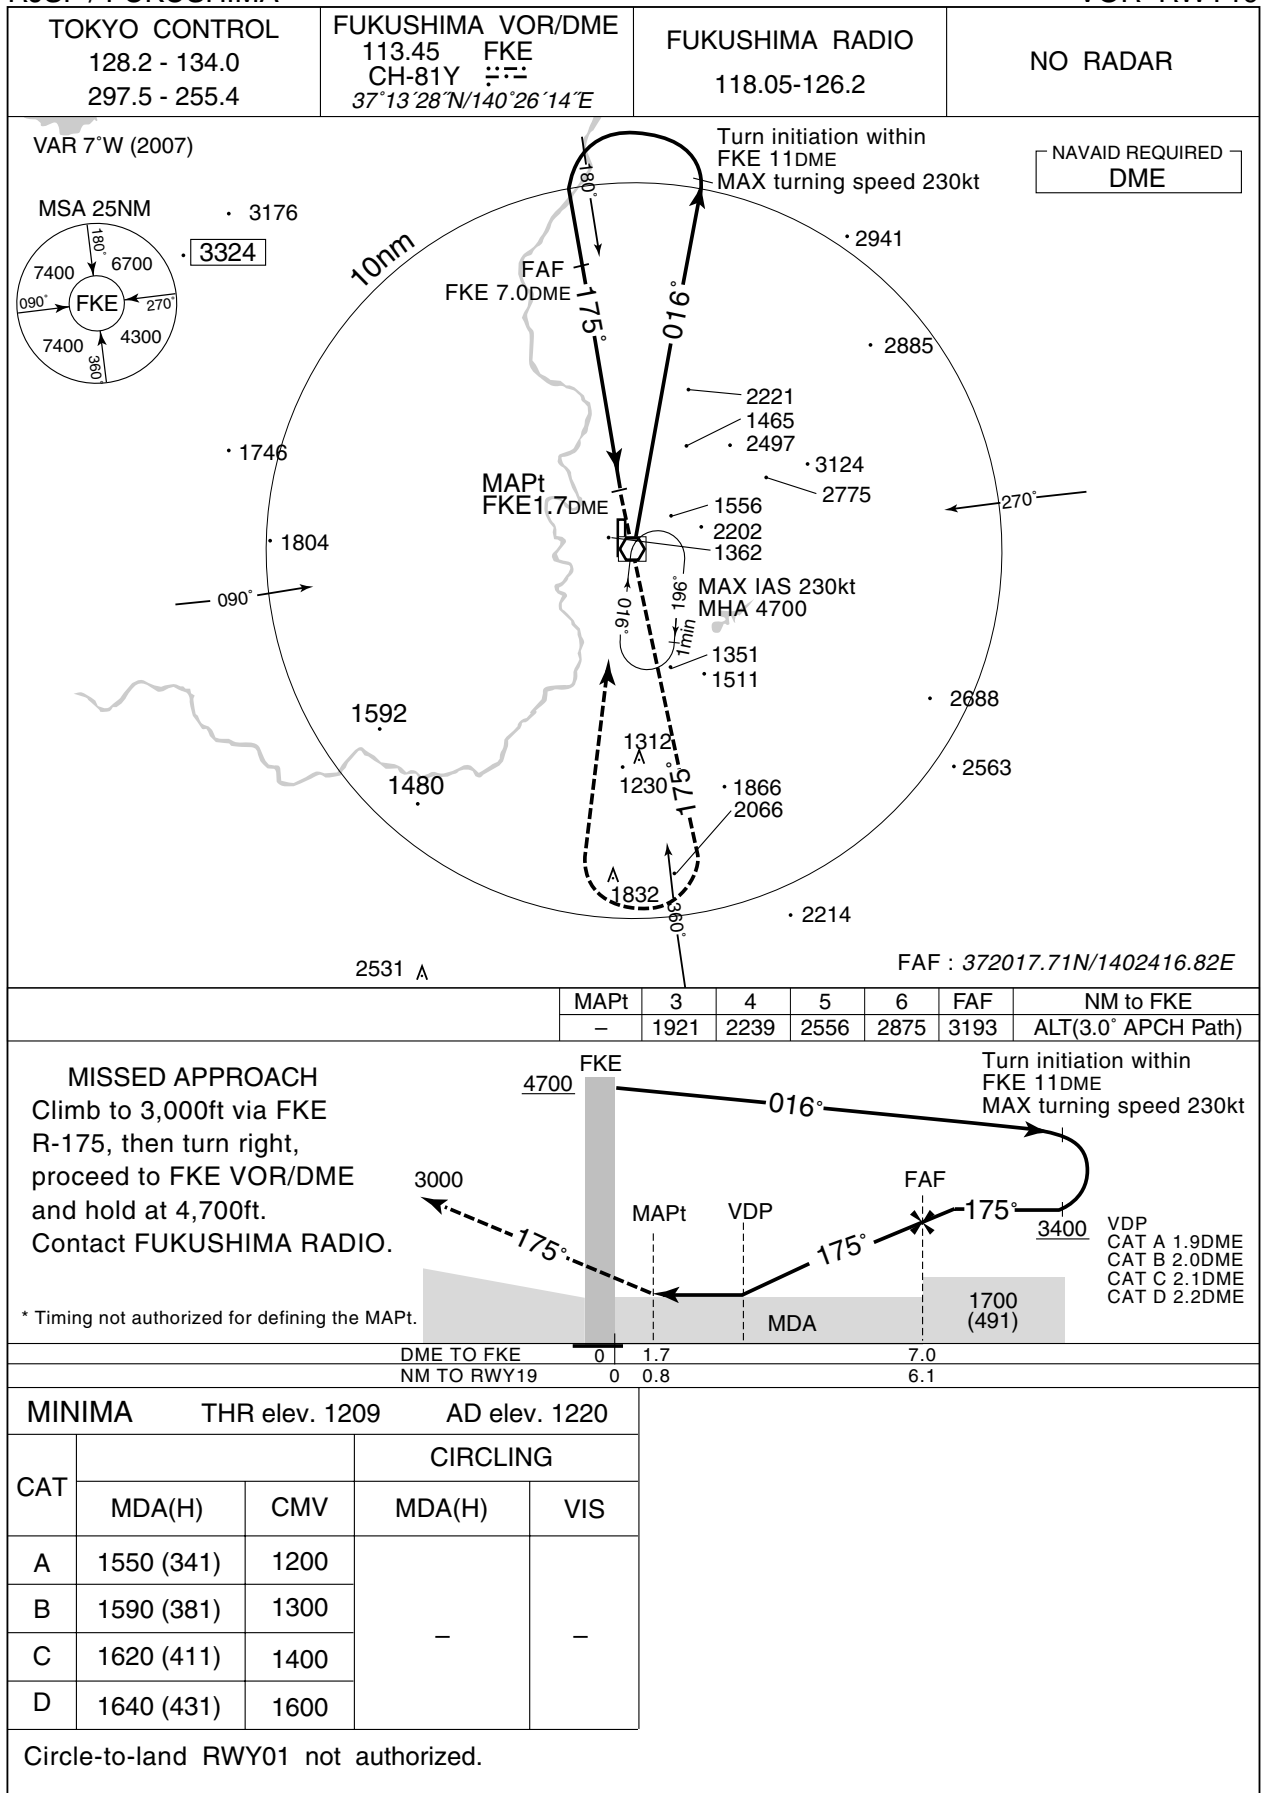 TOKYO CONTROL
128.2 - 134.0
297.5 - 255.4
FUKUSHIMA VOR/DME
113.45 FKE
CH-81Y
37°13´28˝N/140°26´14˝E
FUKUSHIMA RADIO
118.05-126.2
NO RADAR
VAR 7°W (2007)
MSA 25NM
180°
7400
6700
090°
FKE
270°
7400
4300
360°
3176
3324
10nm
180°
Turn initiation within
FKE 11DME
MAX turning speed 230kt
NAVAID REQUIRED
DME
2941
FAF
FKE 7.0DME
175°
016°
2885
2221
1465
2497
1746
3124
2775
MAPt
FKE1.7DME
270°
1556
2202
1362
1804
090°
016°
196°
1min
MAX IAS 230kt
MHA 4700
1351
1511
2688
1592
1312
1230
175°
2563
1480
1866
2066
1832
360°
2214
2531
FAF : 372017.71N/1402416.82E
MAPt 3 4 5 6 FAF NM to FKE
– 1921 2239 2556 2875 3193 ALT(3.0° APCH Path)
MISSED APPROACH
Climb to 3,000ft via FKE
R-175, then turn right,
proceed to FKE VOR/DME
and hold at 4,700ft.
Contact FUKUSHIMA RADIO.
* Timing not authorized for defining the MAPt.
FKE
4700
016°
Turn initiation within
FKE 11DME
MAX turning speed 230kt
3000
175°
MAPt
VDP
175°
FAF
175°
3400
VDP
CAT A 1.9DME
CAT B 2.0DME
CAT C 2.1DME
CAT D 2.2DME
MDA
1700
(491)
DME TO FKE 0 1.7 7.0
NM TO RWY19 0 0.8 6.1
MINIMA THR elev. 1209 AD elev. 1220
CAT
CIRCLING
MDA(H) CMV MDA(H) VIS
A 1550 (341) 1200
B 1590 (381) 1300
– –
C 1620 (411) 1400
D 1640 (431) 1600
Circle-to-land RWY01 not authorized.